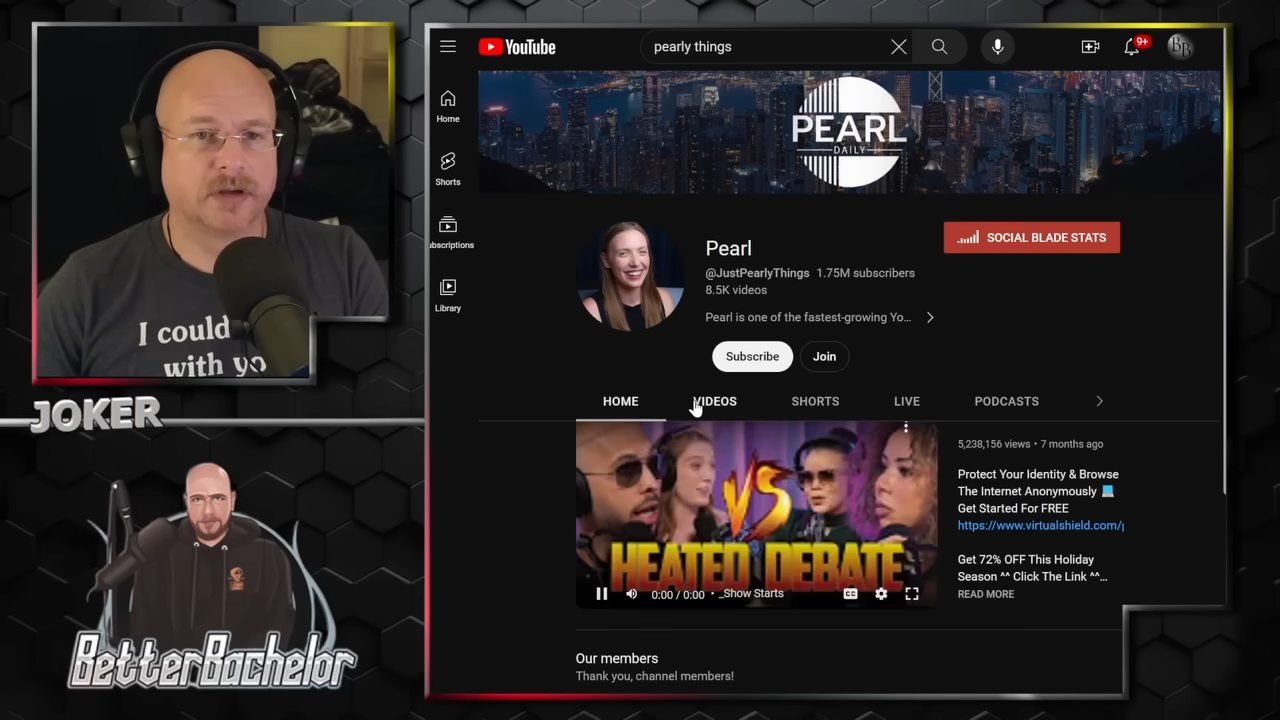 I could
with yo
JOKER
BetterBachelor
YouTube
pearly things
9+
BB
Home
Shorts
ubscriptions
Library
PEARL
DAILY
Pearl
@JustPearlyThings 1.75M subscribers
8.5K videos
Pearl is one of the fastest-growing Yo...
SOCIAL BLADE STATS
Subscribe
Join
HOME
VIDEOS
SHORTS
LIVE
PODCASTS
VS
HEATED DEBATE
0:00 / 0:00 • _Show Starts
CC
5,238,156 views • 7 months ago
Protect Your Identity & Browse
The Internet Anonymously 💻
Get Started For FREE
https://www.virtualshield.com/
Get 72% OFF This Holiday
Season ^^ Click The Link ^^...
READ MORE
Our members
Thank you, channel members!